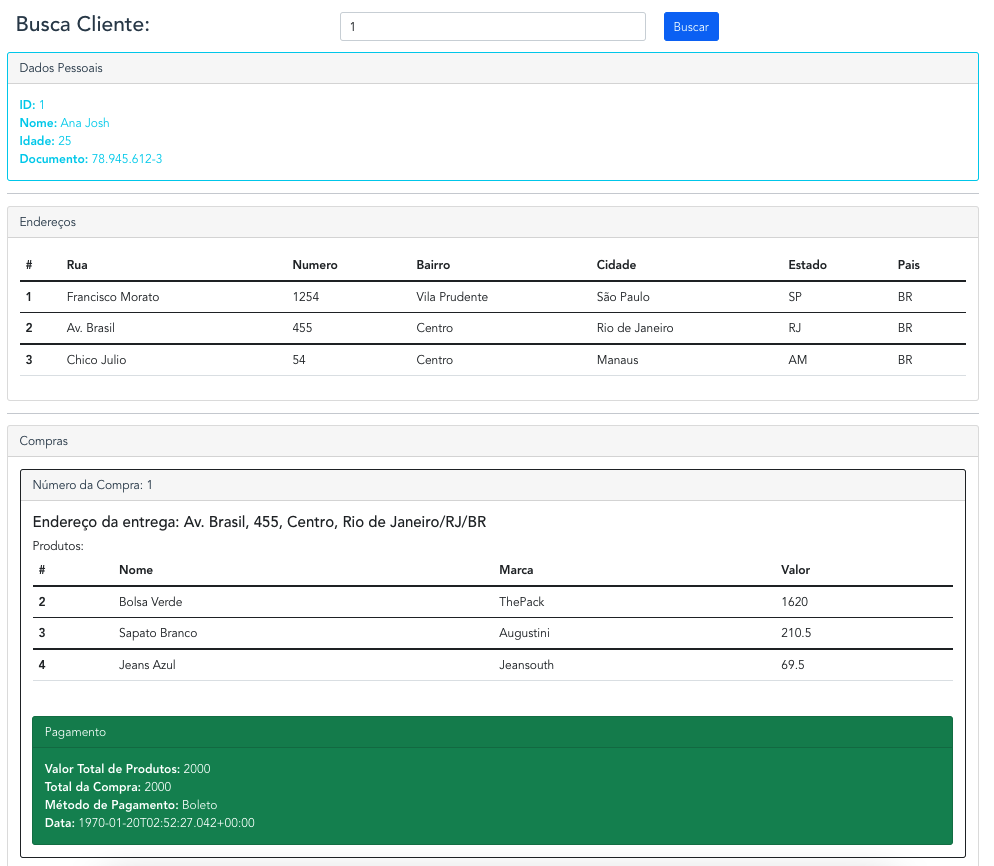 Busca Cliente: 1 Buscar
Dados Pessoais
ID: 1
Nome: Ana Josh
Idade: 25
Documento: 78.945.612-3
Endereços
# Rua Numero Bairro Cidade Estado Pais
1 Francisco Morato 1254 Vila Prudente São Paulo SP BR
2 Av. Brasil 455 Centro Rio de Janeiro RJ BR
3 Chico Julio 54 Centro Manaus AM BR
Compras
Número da Compra: 1
Endereço da entrega: Av. Brasil, 455, Centro, Rio de Janeiro/RJ/BR
Produtos:
# Nome Marca Valor
2 Bolsa Verde ThePack 1620
3 Sapato Branco Augustini 210.5
4 Jeans Azul Jeansouth 69.5
Pagamento
Valor Total de Produtos: 2000
Total da Compra: 2000
Método de Pagamento: Boleto
Data: 1970-01-20T02:52:27.042+00:00